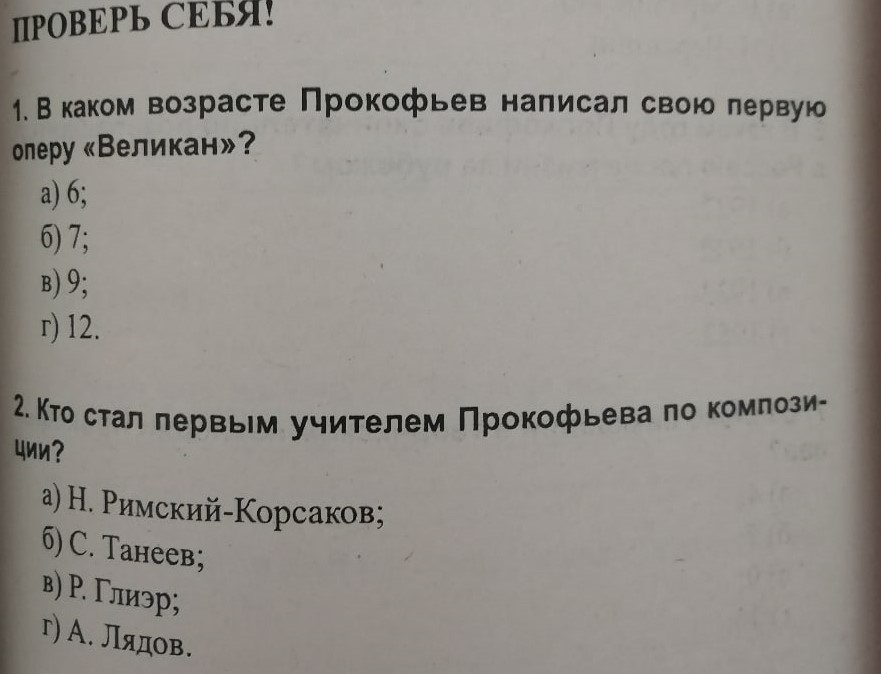 ПРОВЕРЬ СЕБЯ!
1. В каком возрасте Прокофьев написал свою первую
оперу «Великан»?
а) 6;
б) 7;
в) 9;
г) 12.
2. Кто стал первым учителем Прокофьева по компози-
ции?
а) Н. Римский-Корсаков;
б) С. Танеев;
в) Р. Глиэр;
г) А. Лядов.